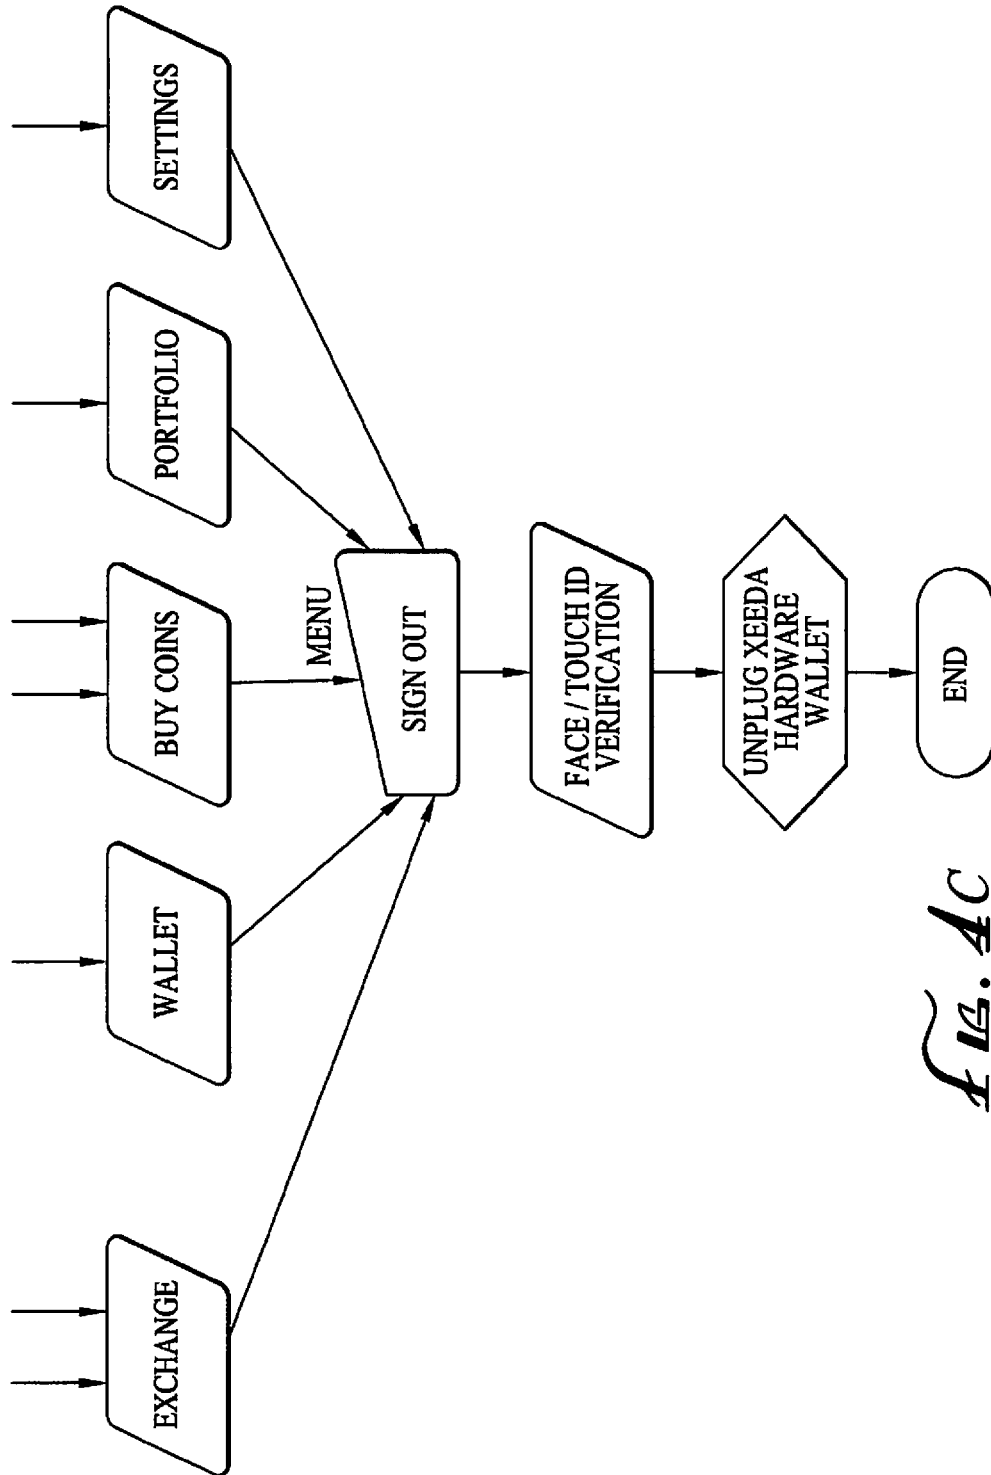 EXCHANGE
WALLET
BUY COINS
PORTFOLIO
SETTINGS
MENU
SIGN OUT
FACE / TOUCH ID
VERIFICATION
UNPLUG XEEDA
HARDWARE
WALLET
END
FIG. 4C